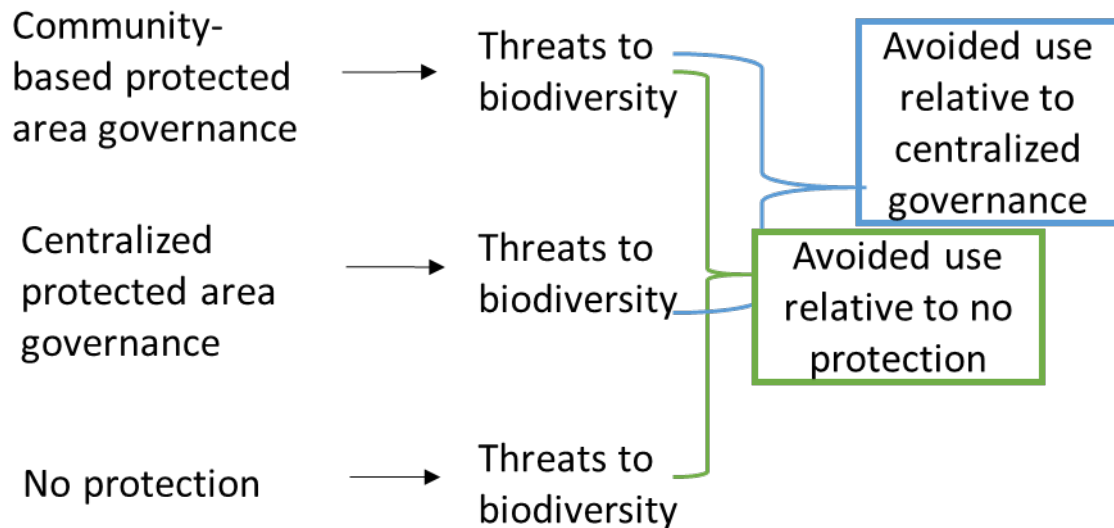 Community-
based protected
area governance
Threats to
biodiversity
Avoided use
relative to
centralized
governance
Centralized
protected area
governance
Threats to
biodiversity
Avoided use
relative to no
protection
No protection
Threats to
biodiversity